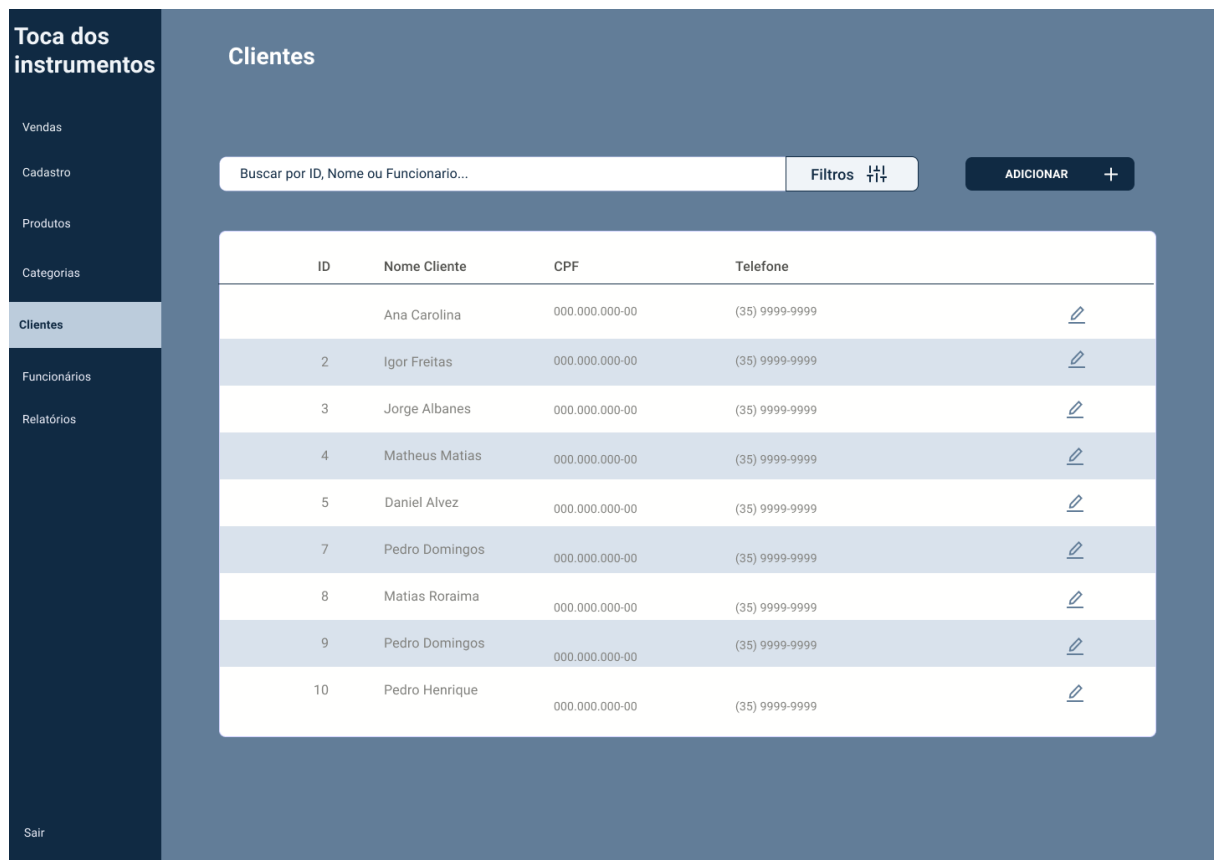 Toca dos
instrumentos
Vendas
Cadastro
Produtos
Categorias
Clientes
Funcionários
Relatórios
Sair
Clientes
Buscar por ID, Nome ou Funcionario...
Filtros
ADICIONAR
ID Nome Cliente CPF Telefone
Ana Carolina 000.000.000-00 (35) 9999-9999
2 Igor Freitas 000.000.000-00 (35) 9999-9999
3 Jorge Albanes 000.000.000-00 (35) 9999-9999
4 Matheus Matias 000.000.000-00 (35) 9999-9999
5 Daniel Alvez 000.000.000-00 (35) 9999-9999
7 Pedro Domingos 000.000.000-00 (35) 9999-9999
8 Matias Roraima 000.000.000-00 (35) 9999-9999
9 Pedro Domingos 000.000.000-00 (35) 9999-9999
10 Pedro Henrique 000.000.000-00 (35) 9999-9999